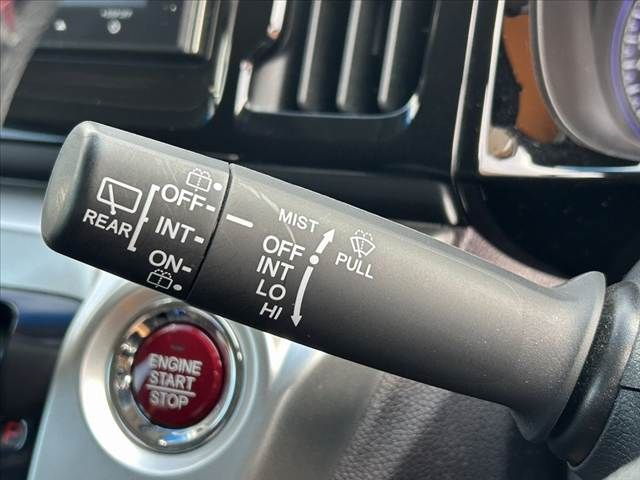 REAR
OFF
INT
ON
MIST
OFF
INT
LO
HI
PULL
ENGINE
START
STOP